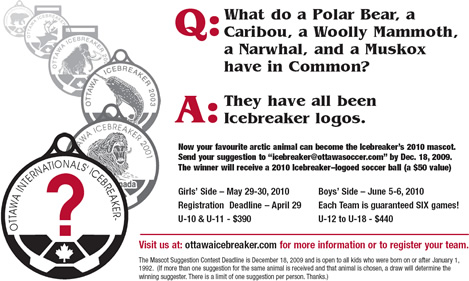 Q: What do a Polar Bear, a
Caribou, a Woolly Mammoth,
a Narwhal, and a Muskox
have in Common?
A: They have all been
Icebreaker logos.
Now your favourite arctic animal can become the Icebreaker's 2010 mascot.
Send your suggestion to "icebreaker@ottawasoccer.com" by Dec. 18, 2009.
The winner will receive a 2010 Icebreaker–logoed soccer ball (a $50 value)
Girls' Side – May 29-30, 2010
Registration Deadline – April 29
U-10 & U-11 - $390
Boys' Side – June 5-6, 2010
Each Team is guaranteed SIX games!
U-12 to U-18 - $440
Visit us at: ottawaicebreaker.com for more information or to register your team.
The Mascot Suggestion Contest Deadline is December 18, 2009 and is open to all kids who were born on or after January 1,
1992. (If more than one suggestion for the same animal is received and that animal is chosen, a draw will determine the
winning suggester. There is a limit of one suggestion per person. Thanks.)
OTTAWA ICEBREAKER
OTTAWA ICEBREAKER 2003
OTTAWA ICEBREAKER 2001
nada
OTTAWA INTERNATIONALS' ICEBREAKER
?